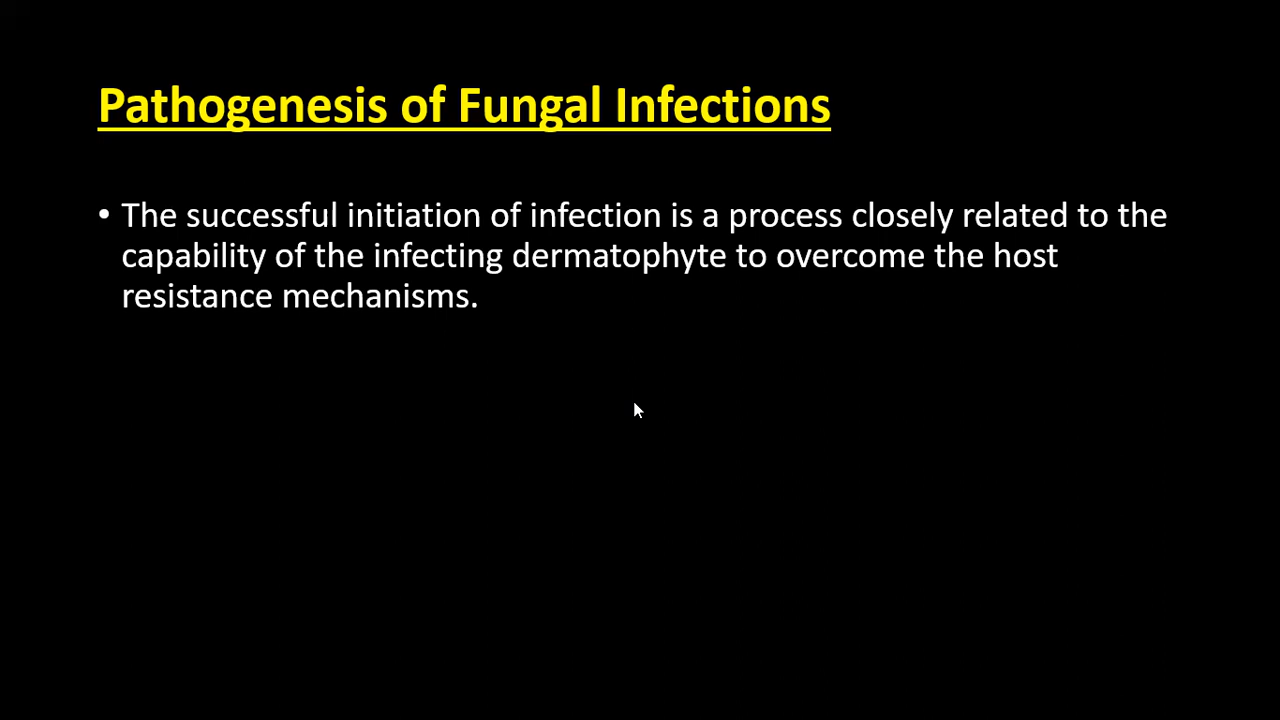 Pathogenesis of Fungal Infections
• The successful initiation of infection is a process closely related to the
capability of the infecting dermatophyte to overcome the host
resistance mechanisms.